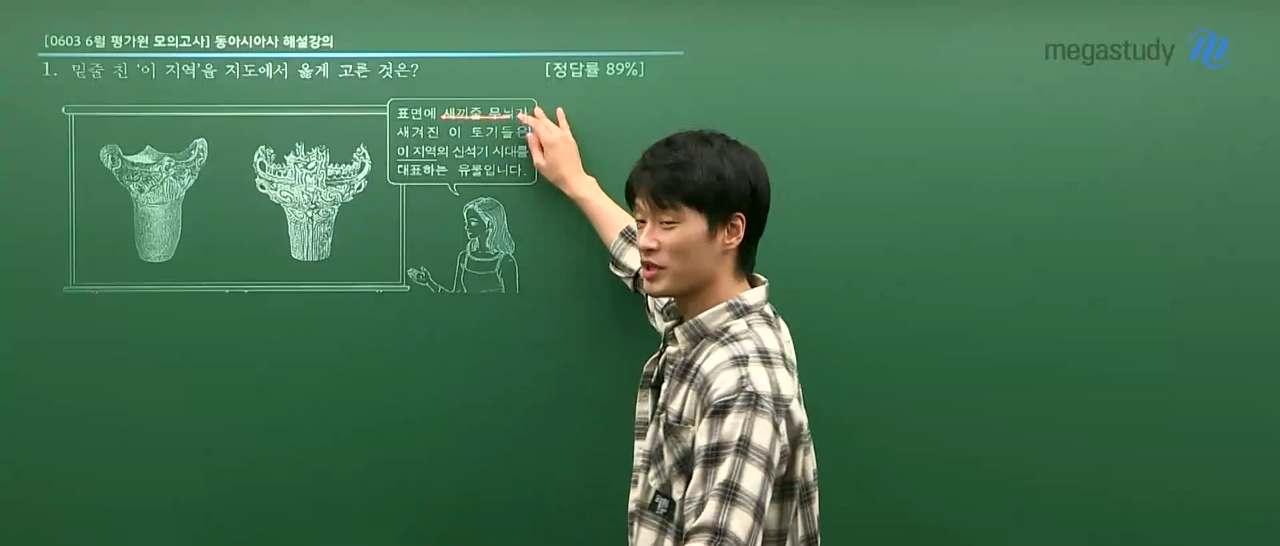 [0603 6월 평가원 모의고사] 동아시아사 해설강의
megastudy
1. 밑줄 친 '이 지역'을 지도에서 옳게 고른 것은?
[정답률 89%]
표면에 새끼줄 무늬가
새겨진 이 토기들은
이 지역의 신석기 시대를
대표하는 유물입니다.